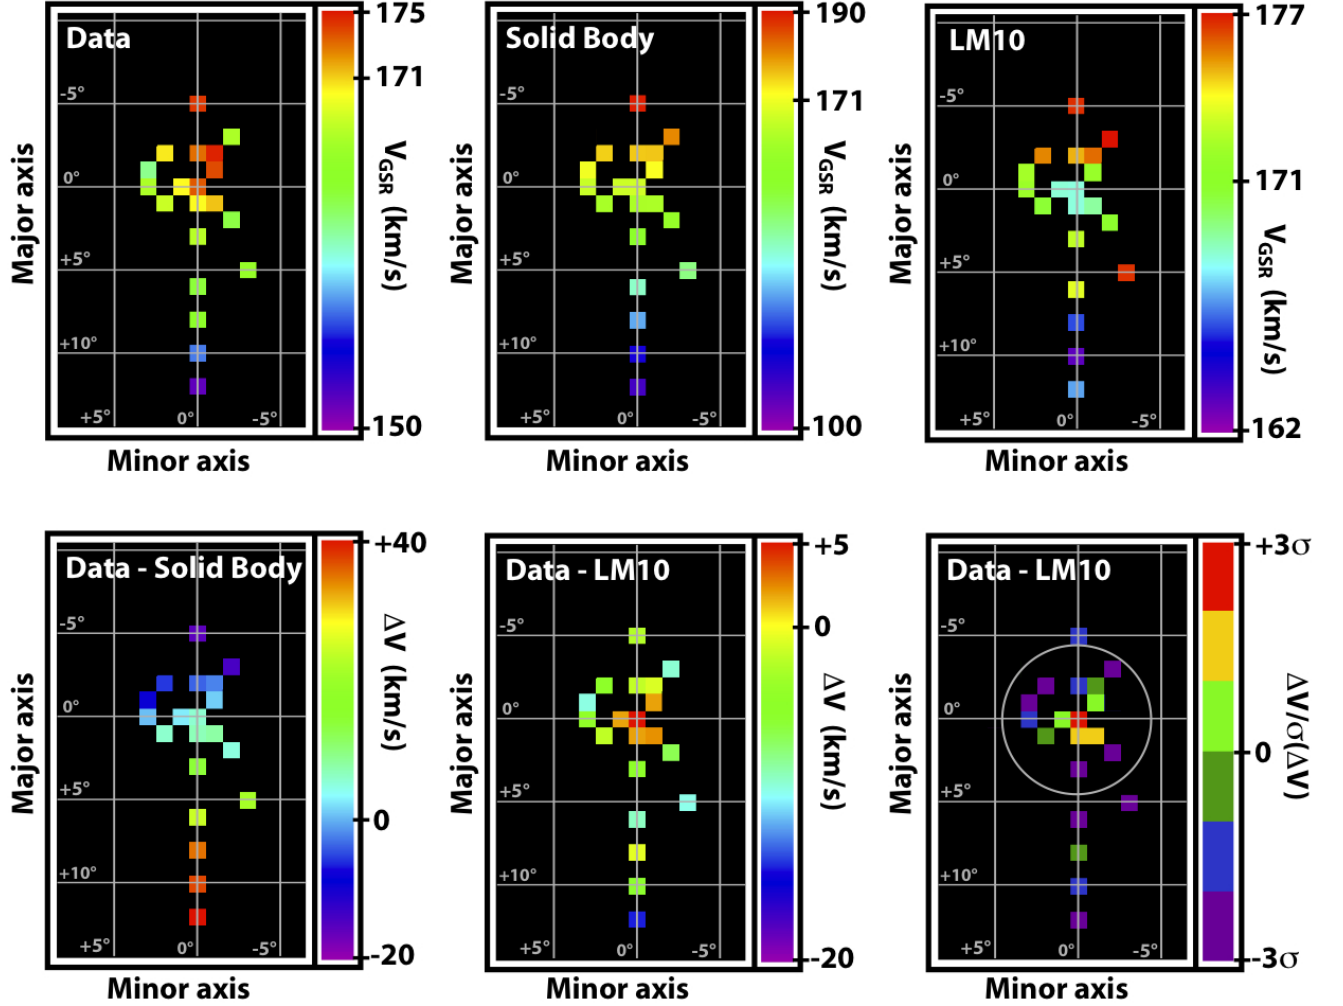 Data
-5°
0°
+5°
+10°
+5°
0°
-5°
Major axis
Minor axis
175
171
150
V_GSR (km/s)
Solid Body
-5°
0°
+5°
+10°
+5°
0°
-5°
Major axis
Minor axis
190
171
100
V_GSR (km/s)
LM10
-5°
0°
+5°
+10°
+5°
0°
-5°
Major axis
Minor axis
177
171
162
V_GSR (km/s)
Data - Solid Body
-5°
0°
+5°
+10°
+5°
0°
-5°
Major axis
Minor axis
+40
0
-20
ΔV (km/s)
Data - LM10
-5°
0°
+5°
+10°
+5°
0°
-5°
Major axis
Minor axis
+5
0
-20
ΔV (km/s)
Data - LM10
-5°
0°
+5°
+10°
+5°
0°
-5°
Major axis
Minor axis
+3σ
0
-3σ
ΔV/σ(ΔV)